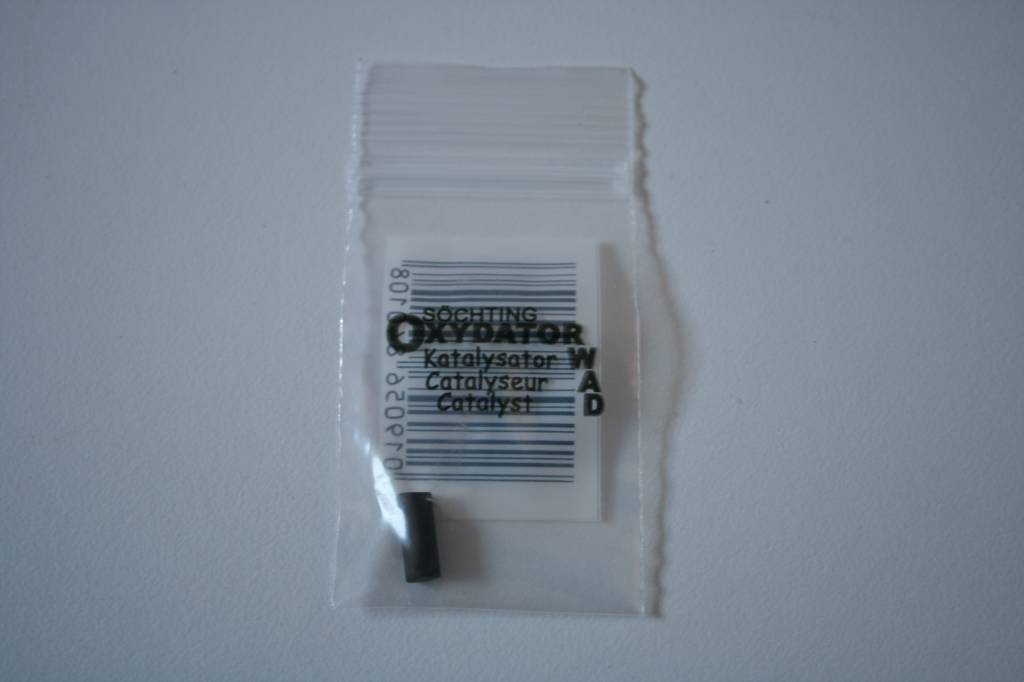 SÖCHTING
OXYDATOR
Katalysator
Catalyseur
Catalyst
WAD